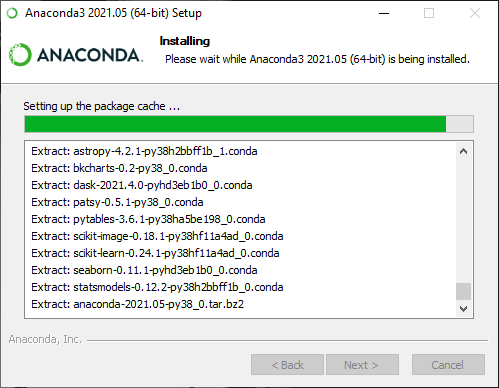 Anaconda3 2021.05 (64-bit) Setup
Installing
Please wait while Anaconda3 2021.05 (64-bit) is being installed.
ANACONDA.
Setting up the package cache ...
Extract: astropy-4.2.1-py38h2bbff1b_1.conda
Extract: bkcharts-0.2-py38_0.conda
Extract: dask-2021.4.0-pyhd3eb1b0_0.conda
Extract: patsy-0.5.1-py38_0.conda
Extract: pytables-3.6.1-py38ha5be198_0.conda
Extract: scikit-image-0.18.1-py38hf11a4ad_0.conda
Extract: scikit-learn-0.24.1-py38hf11a4ad_0.conda
Extract: seaborn-0.11.1-pyhd3eb1b0_0.conda
Extract: statsmodels-0.12.2-py38h2bbff1b_0.conda
Extract: anaconda-2021.05-py38_0.tar.bz2
Anaconda, Inc.
< Back
Next >
Cancel